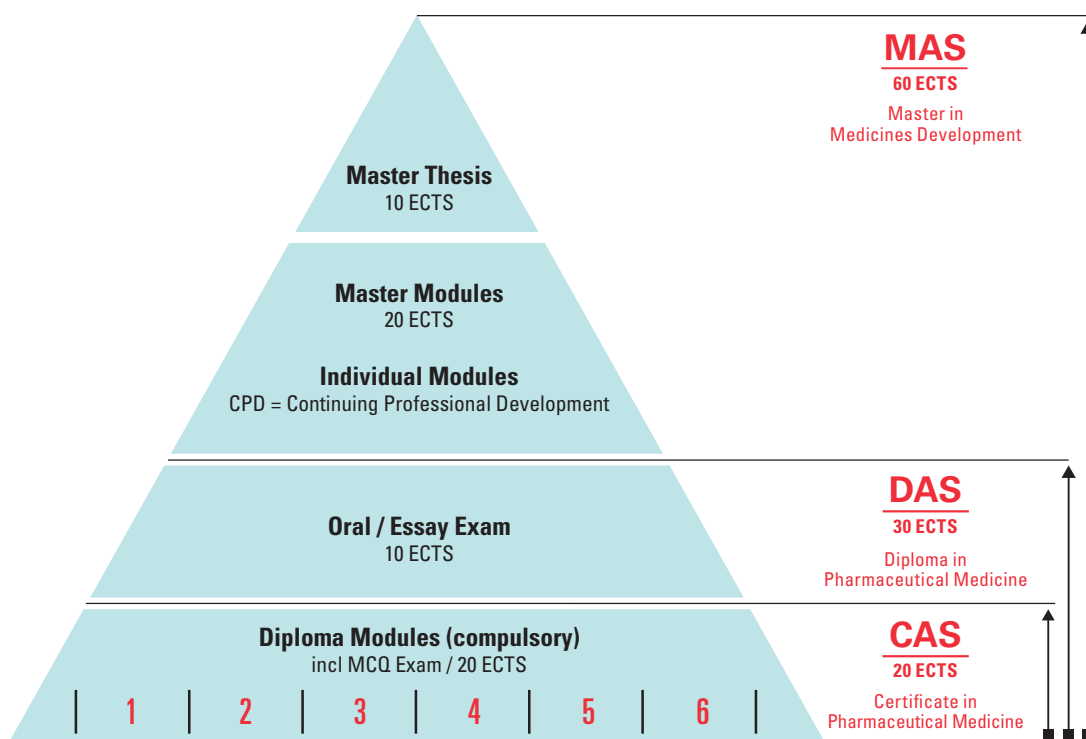 MAS
60 ECTS
Master in
Medicines Development
Master Thesis
10 ECTS
Master Modules
20 ECTS
Individual Modules
CPD = Continuing Professional Development
DAS
30 ECTS
Diploma in
Pharmaceutical Medicine
Oral / Essay Exam
10 ECTS
CAS
20 ECTS
Certificate in
Pharmaceutical Medicine
Diploma Modules (compulsory)
incl MCQ Exam / 20 ECTS
1 2 3 4 5 6